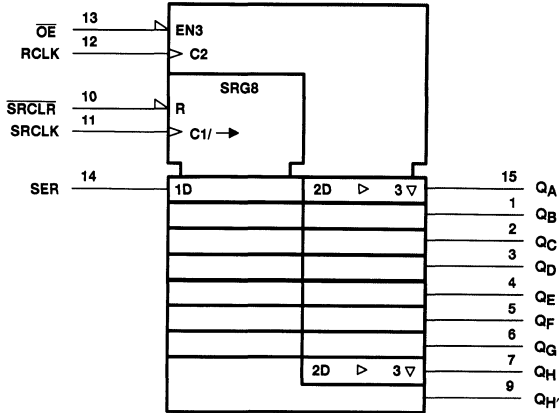 OE 13 EN3
RCLK 12 C2
SRG8
SRCLR 10 R
SRCLK 11 C1/
SER 14 1D 2D 3 15 QA
1 QB
2 QC
3 QD
4 QE
5 QF
6 QG
2D 3 7 QH
9 QH'